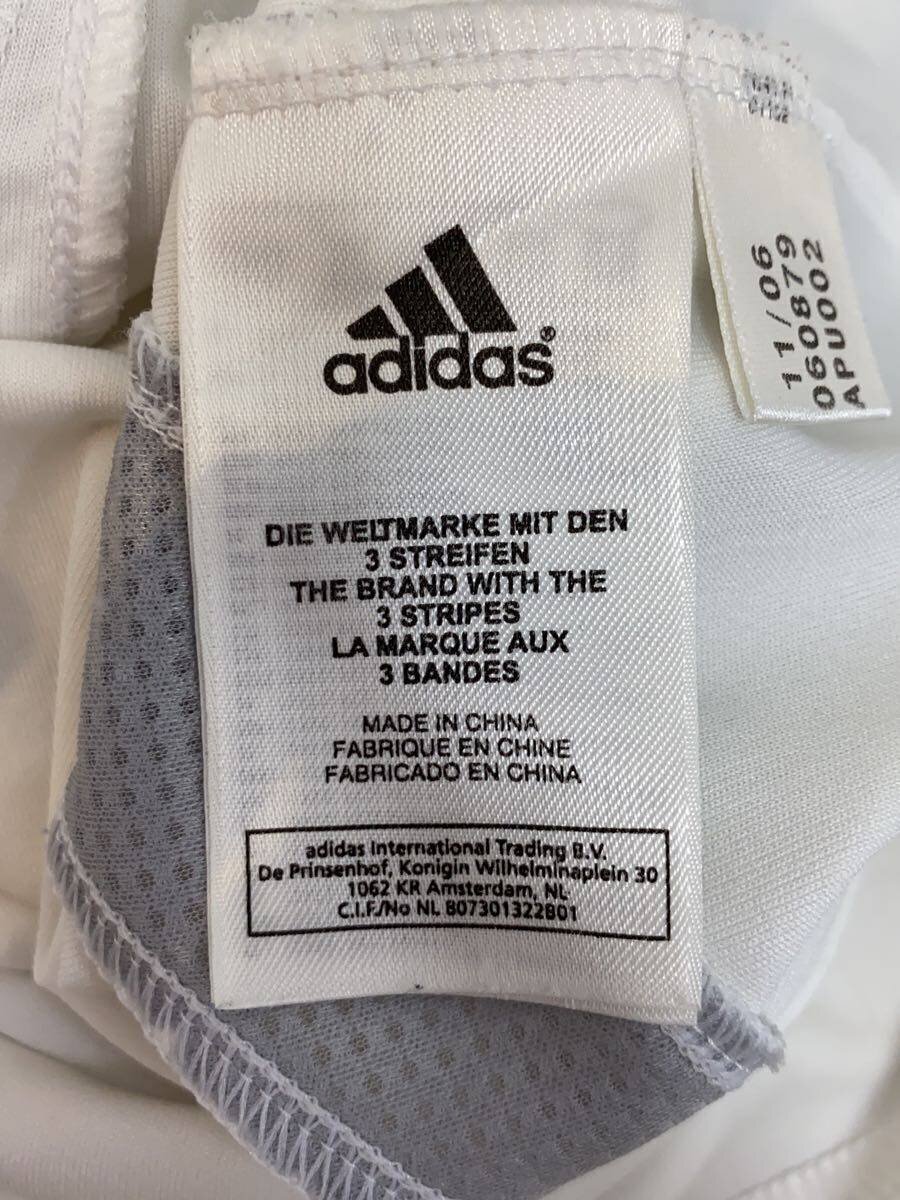 adidas®
DIE WELTMARKE MIT DEN
3 STREIFEN
THE BRAND WITH THE
3 STRIPES
LA MARQUE AUX
3 BANDES
MADE IN CHINA
FABRIQUE EN CHINE
FABRICADO EN CHINA
adidas International Trading B.V.
De Prinsenhof, Konigin Wilhelminaplein 30
1062 KR Amsterdam, NL
C.I.F./No NL B07301322B01
11/06
060879
APU002